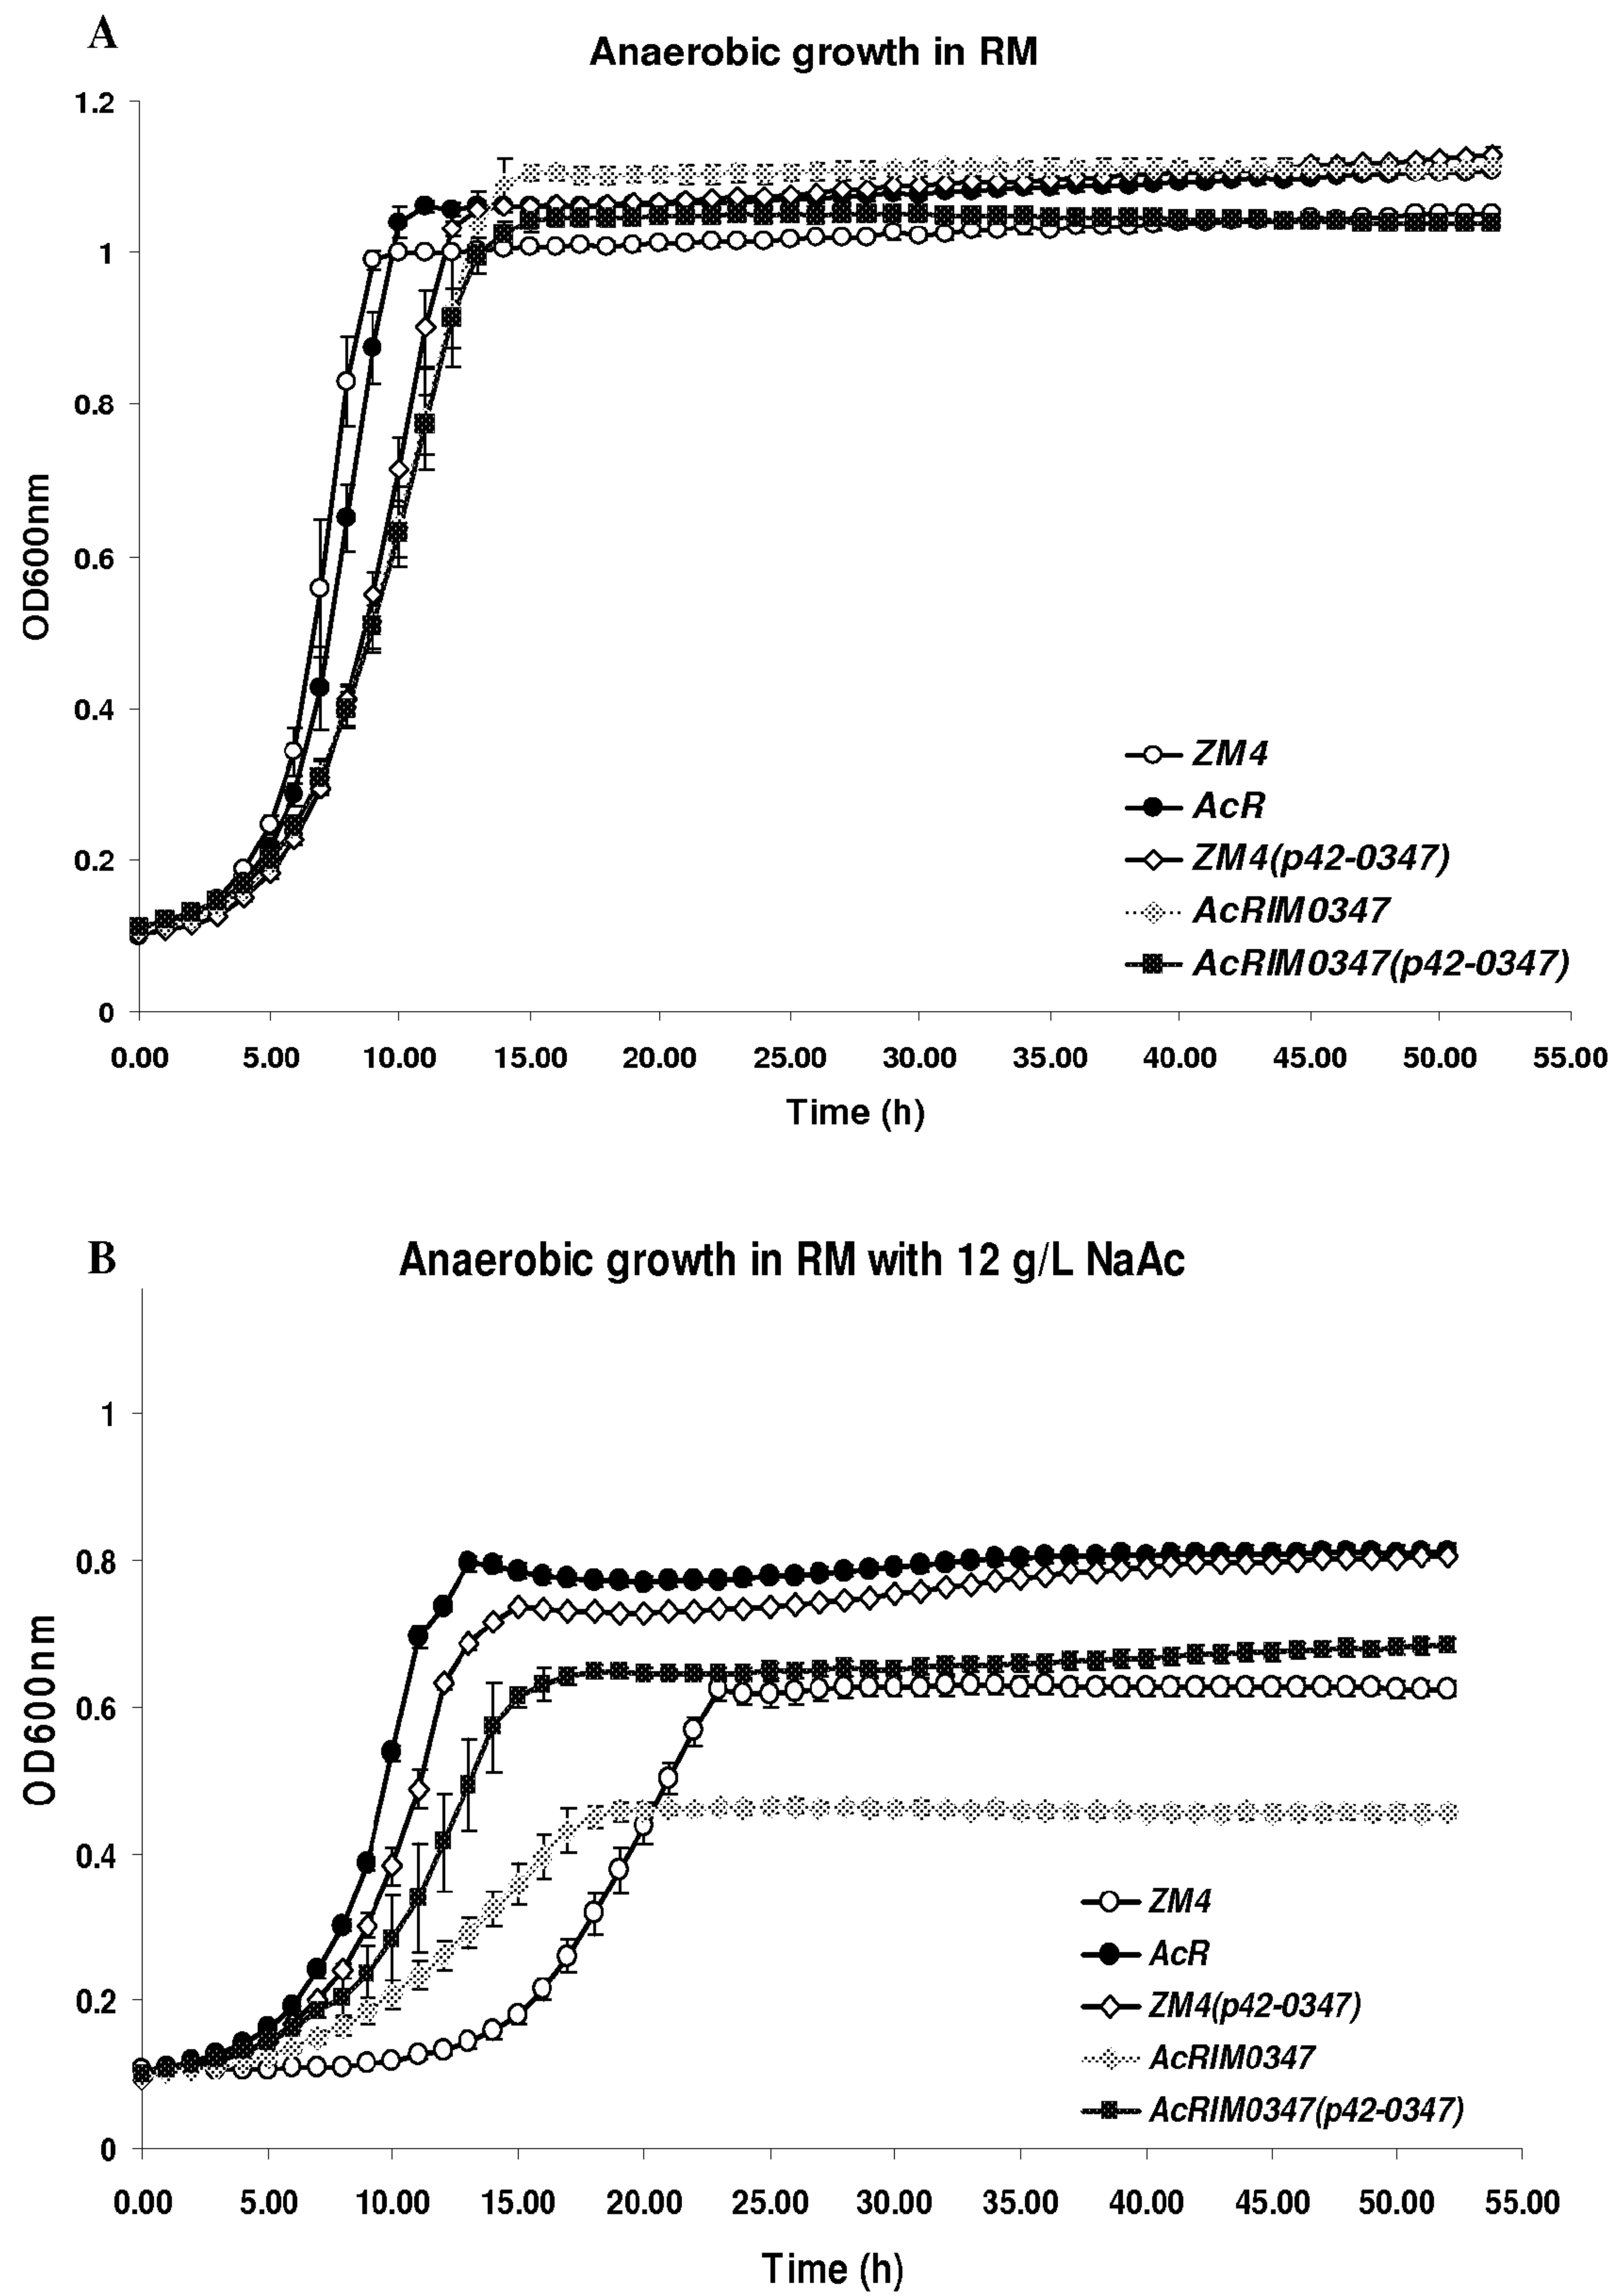 A
Anaerobic growth in RM
1.2
1
0.8
0.6
0.4
0.2
0
OD600nm
ZM4
AcR
ZM4(p42-0347)
AcRIM0347
AcRIM0347(p42-0347)
0.00 5.00 10.00 15.00 20.00 25.00 30.00 35.00 40.00 45.00 50.00 55.00
Time (h)
B
Anaerobic growth in RM with 12 g/L NaAc
1
0.8
0.6
0.4
0.2
0
OD600nm
ZM4
AcR
ZM4(p42-0347)
AcRIM0347
AcRIM0347(p42-0347)
0.00 5.00 10.00 15.00 20.00 25.00 30.00 35.00 40.00 45.00 50.00 55.00
Time (h)